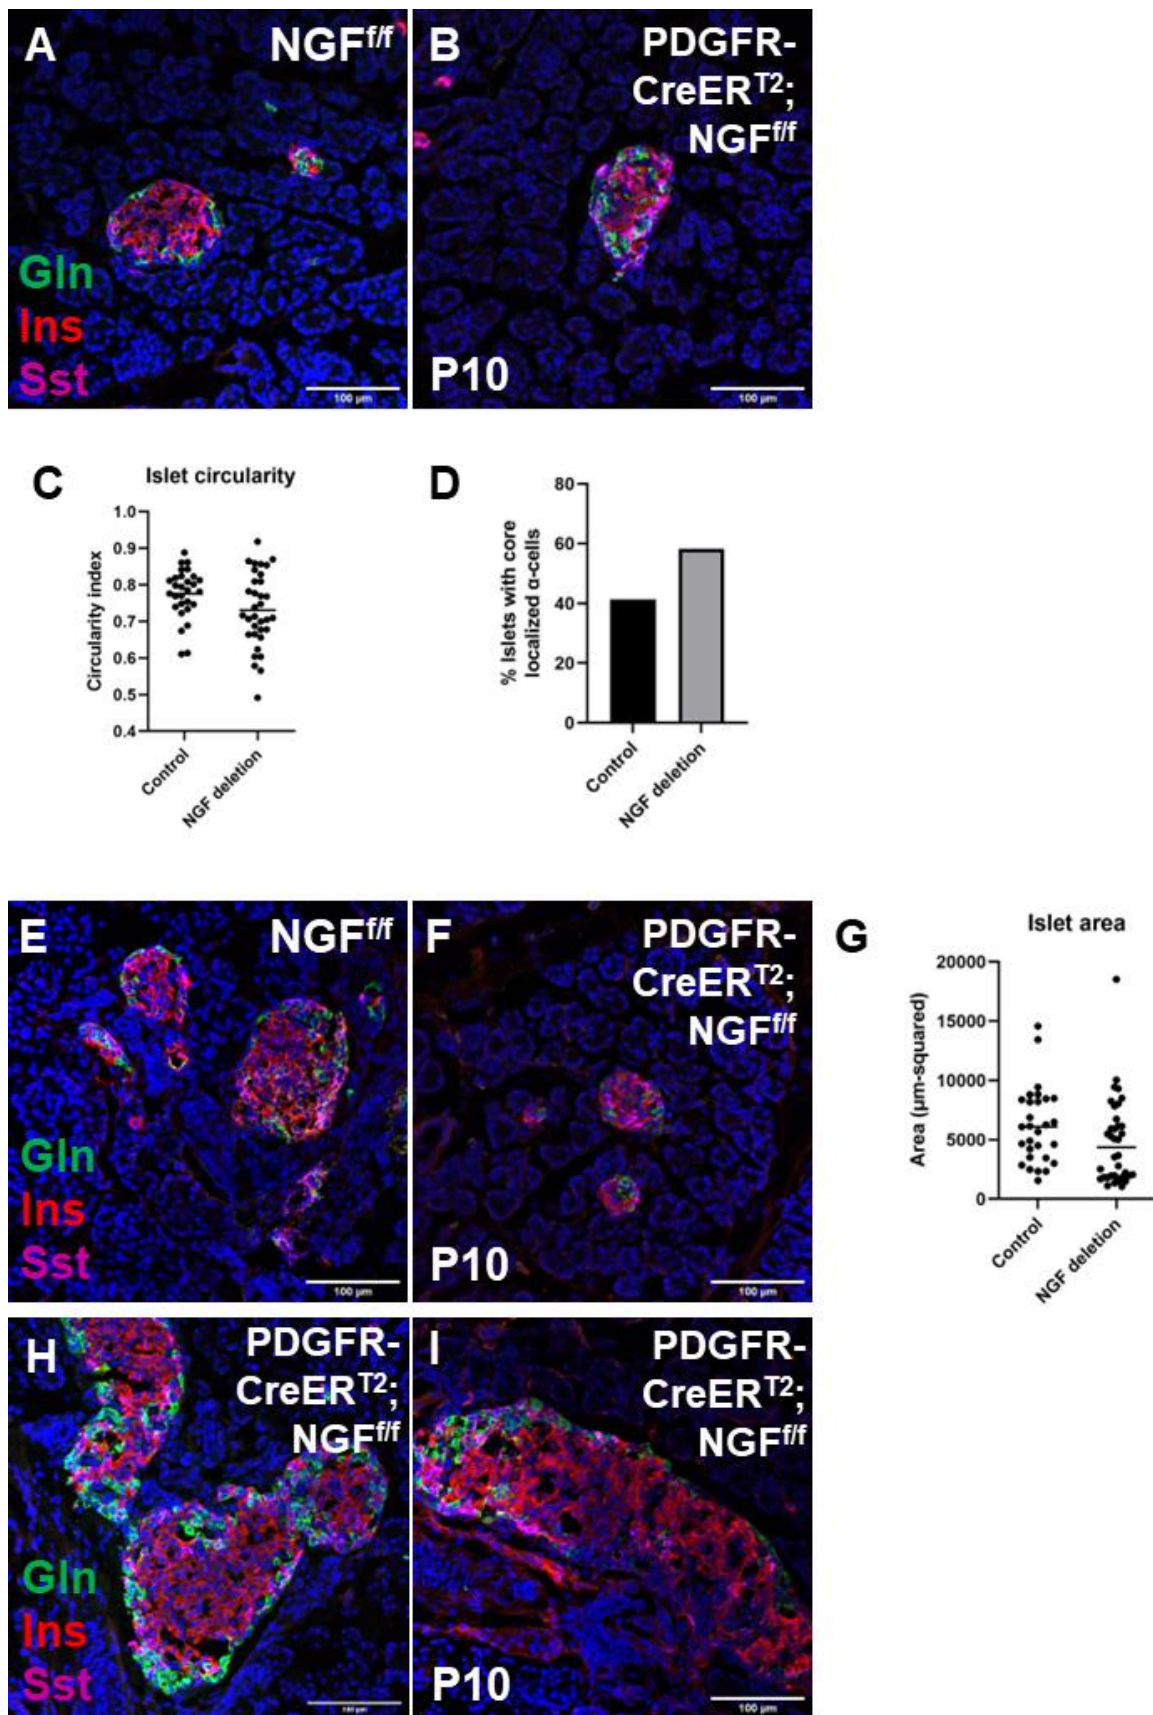 A
NGFf/f
Gln
Ins
Sst
100 µm
B
PDGFR-
CreERT2;
NGFf/f
P10
100 µm
C
Islet circularity
Circularity index
1.0
0.9
0.8
0.7
0.6
0.5
0.4
Control
NGF deletion
D
% Islets with core
localized α-cells
80
60
40
20
0
Control
NGF deletion
E
NGFf/f
Gln
Ins
Sst
100 µm
F
PDGFR-
CreERT2;
NGFf/f
P10
100 µm
G
Islet area
Area (µm-squared)
20000
15000
10000
5000
0
Control
NGF deletion
H
PDGFR-
CreERT2;
NGFf/f
Gln
Ins
Sst
100 µm
I
PDGFR-
CreERT2;
NGFf/f
P10
100 µm